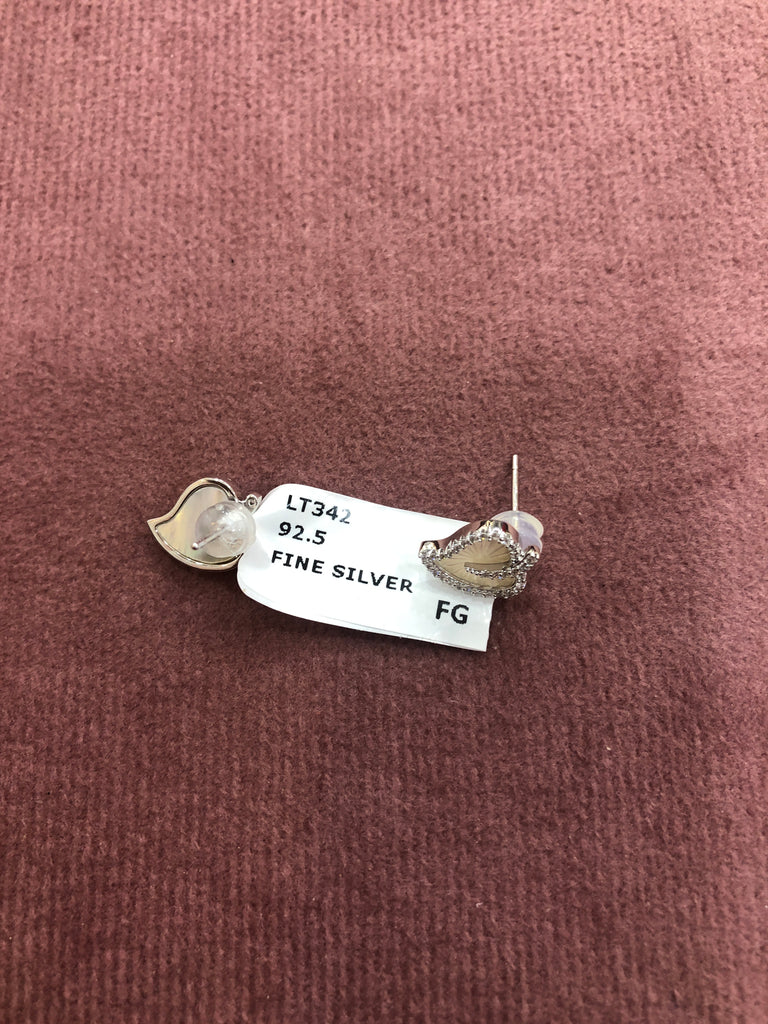 LT342
92.5
FINE SILVER
FG